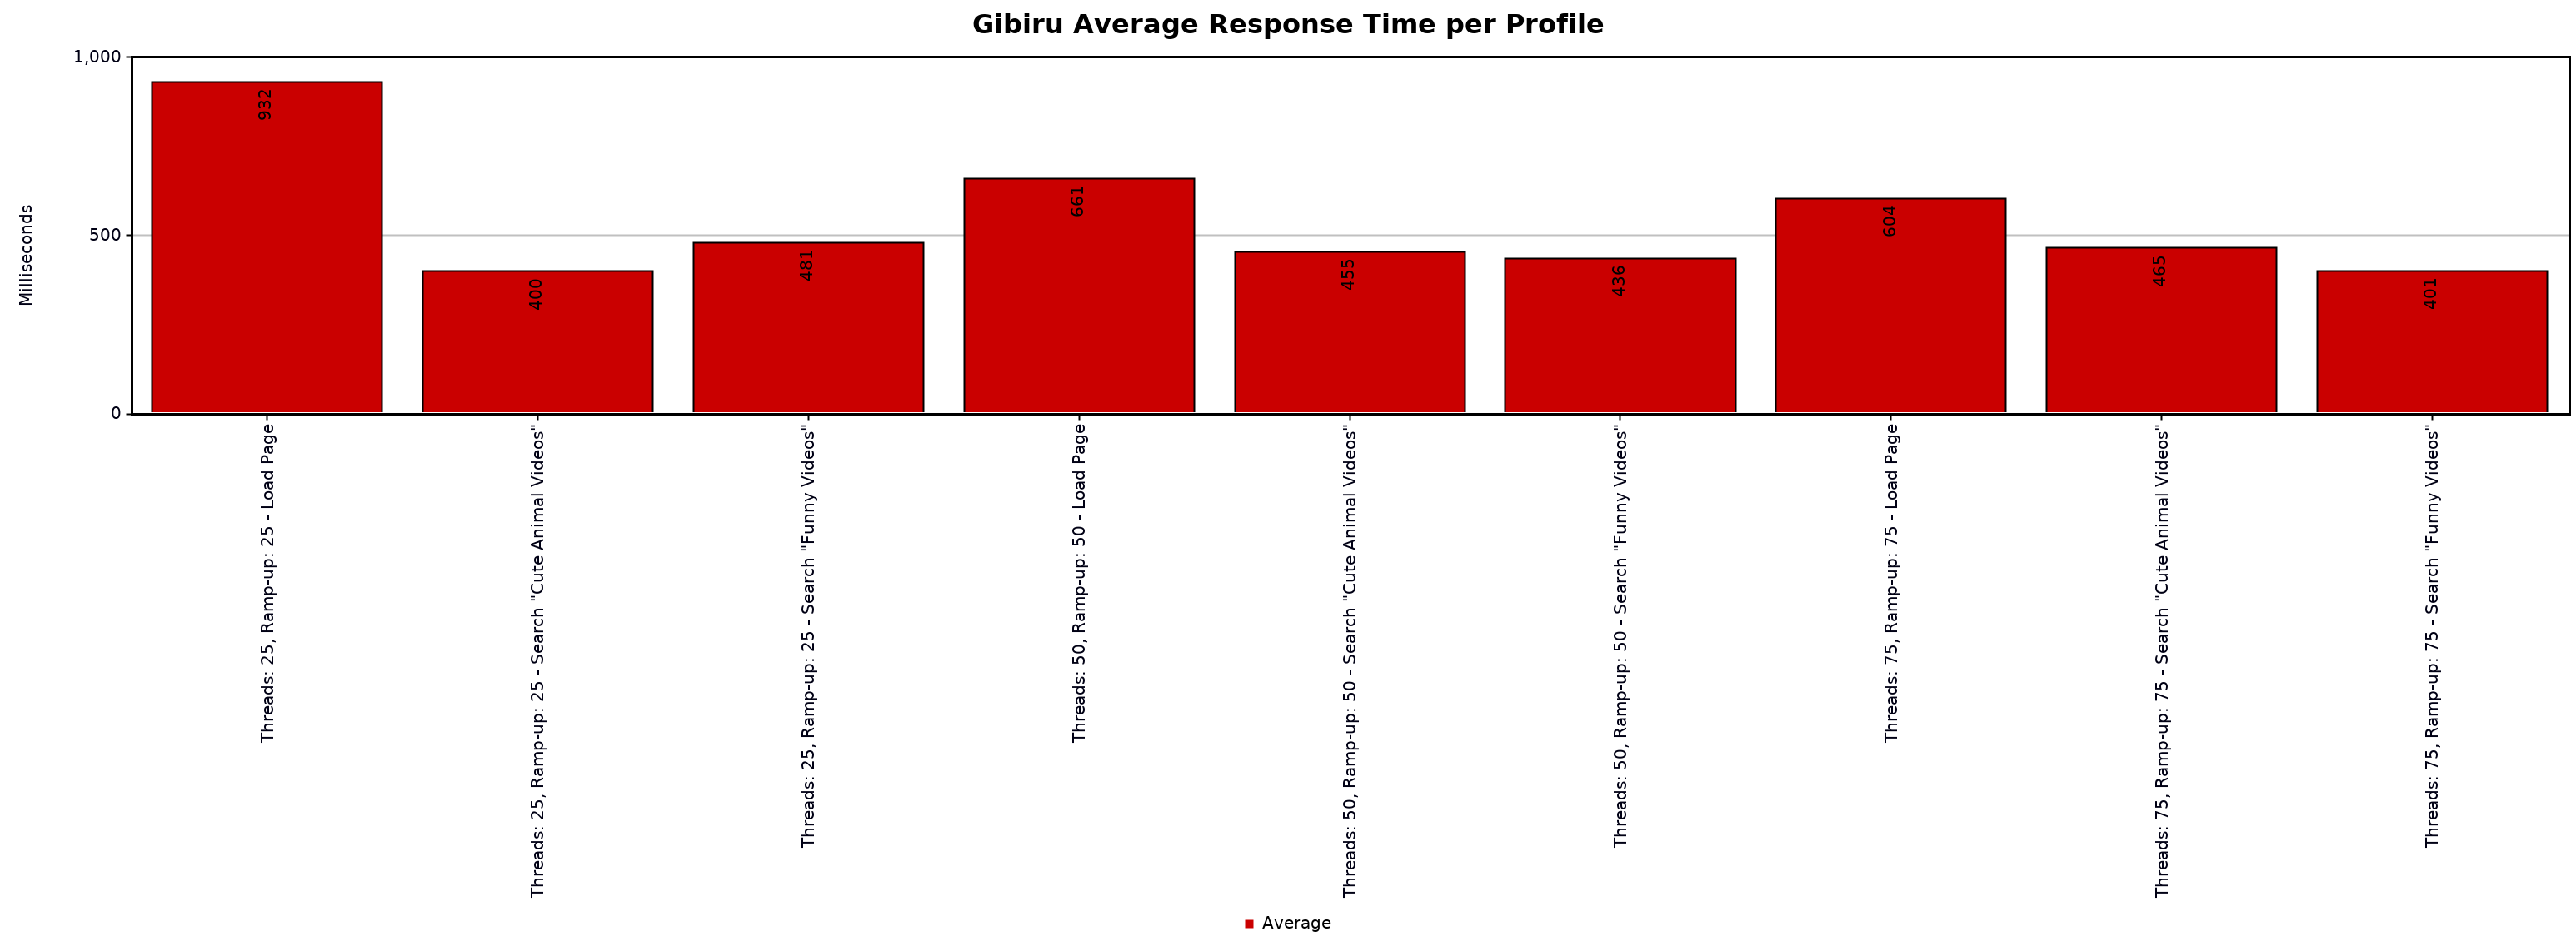 Gibiru Average Response Time per Profile
Milliseconds
1,000
500
0
932
400
481
661
455
436
604
465
401
Threads: 25, Ramp-up: 25 - Load Page
Threads: 25, Ramp-up: 25 - Search "Cute Animal Videos"
Threads: 25, Ramp-up: 25 - Search "Funny Videos"
Threads: 50, Ramp-up: 50 - Load Page
Threads: 50, Ramp-up: 50 - Search "Cute Animal Videos"
Threads: 50, Ramp-up: 50 - Search "Funny Videos"
Threads: 75, Ramp-up: 75 - Load Page
Threads: 75, Ramp-up: 75 - Search "Cute Animal Videos"
Threads: 75, Ramp-up: 75 - Search "Funny Videos"
Average